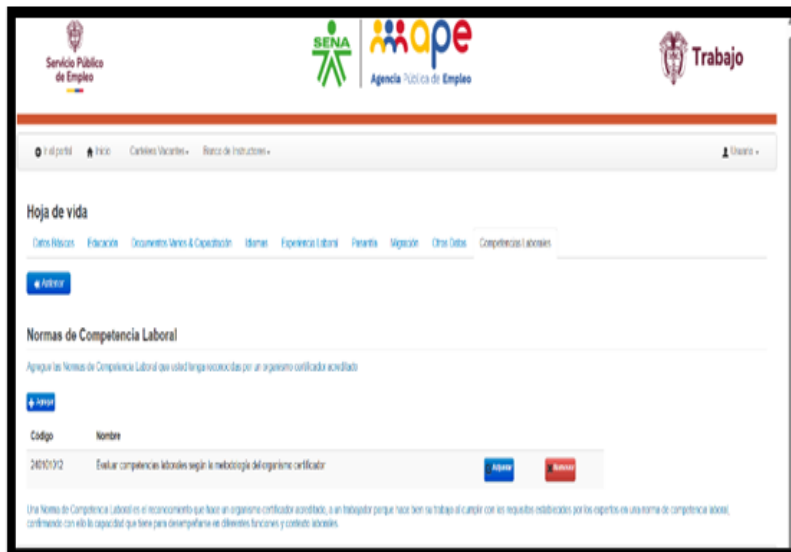 Servicio Público
de Empleo
SENA
ape
Agencia Pública de Empleo
Trabajo
Ir al portal Inicio Cartelera Vacantes Banco de Instructores Usuario
Hoja de vida
Datos Básicos Educación Documentos Varios & Capacitación Idiomas Experiencia Laboral Pasantía Migración Otros Datos Competencias Laborales
Anterior
Normas de Competencia Laboral
Agregue las Normas de Competencia Laboral que usted tenga reconocidas por un organismo certificador acreditado
Agregar
Código Nombre
240101012 Evaluar competencias laborales según la metodología del organismo certificador Adjuntar Remover
Una Norma de Competencia Laboral es el reconocimiento que hace un organismo certificador acreditado, a un trabajador porque hace bien su trabajo al cumplir con los requisitos establecidos por los expertos en una norma de competencia laboral,
confirmando con ello la capacidad que tiene para desempeñarse en diferentes funciones y contexto laborales.